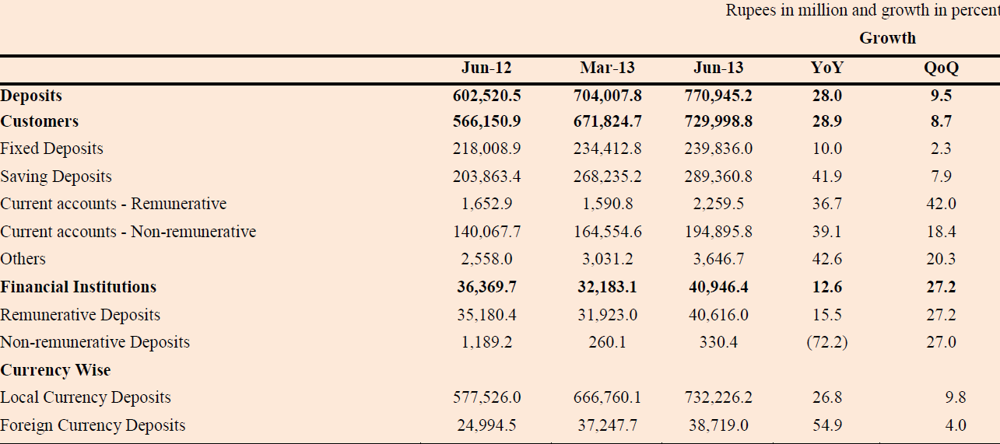 Rupees in million and growth in percent
Growth
Jun-12 Mar-13 Jun-13 YoY QoQ
Deposits 602,520.5 704,007.8 770,945.2 28.0 9.5
Customers 566,150.9 671,824.7 729,998.8 28.9 8.7
Fixed Deposits 218,008.9 234,412.8 239,836.0 10.0 2.3
Saving Deposits 203,863.4 268,235.2 289,360.8 41.9 7.9
Current accounts - Remunerative 1,652.9 1,590.8 2,259.5 36.7 42.0
Current accounts - Non-remunerative 140,067.7 164,554.6 194,895.8 39.1 18.4
Others 2,558.0 3,031.2 3,646.7 42.6 20.3
Financial Institutions 36,369.7 32,183.1 40,946.4 12.6 27.2
Remunerative Deposits 35,180.4 31,923.0 40,616.0 15.5 27.2
Non-remunerative Deposits 1,189.2 260.1 330.4 (72.2) 27.0
Currency Wise
Local Currency Deposits 577,526.0 666,760.1 732,226.2 26.8 9.8
Foreign Currency Deposits 24,994.5 37,247.7 38,719.0 54.9 4.0